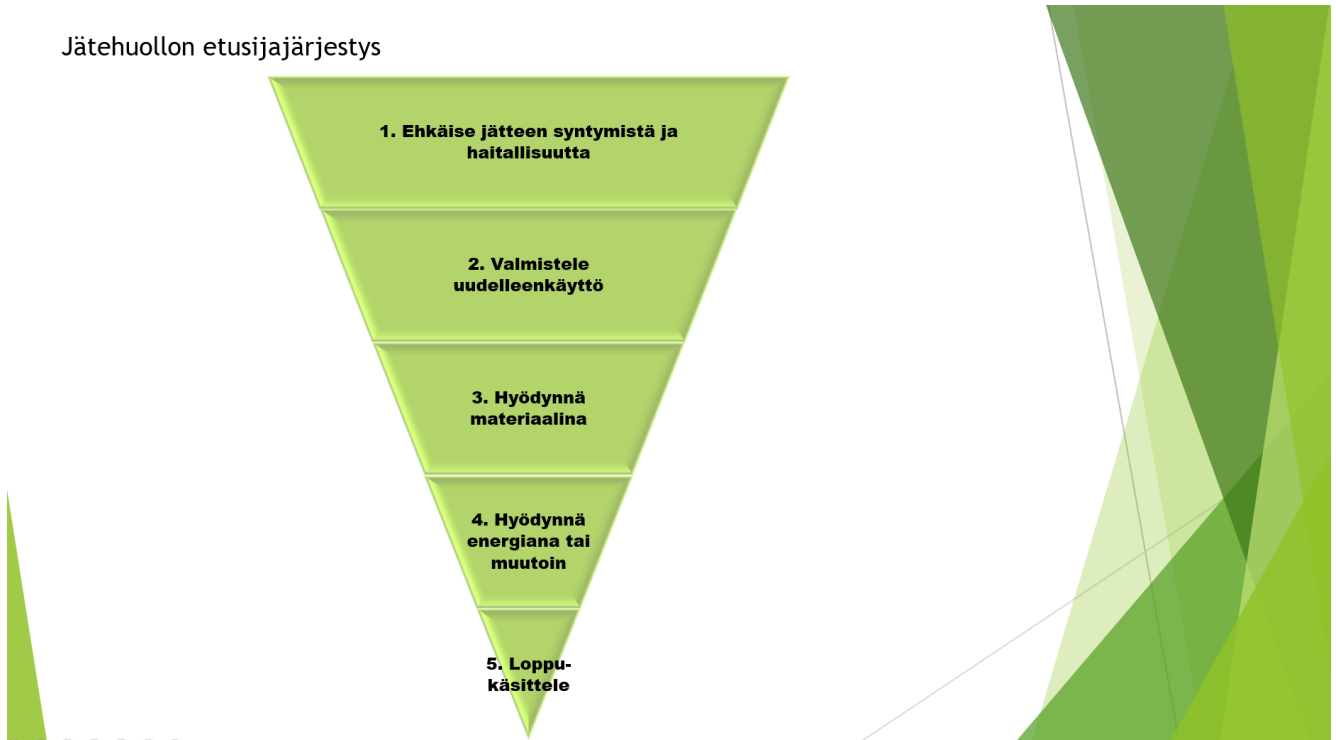 Jätehuollon etusijajärjestys
1. Ehkäise jätteen syntymistä ja
haitallisuutta
2. Valmistele
uudelleenkäyttö
3. Hyödynnä
materiaalina
4. Hyödynnä
energiana tai
muutoin
5. Loppu-
käsittele